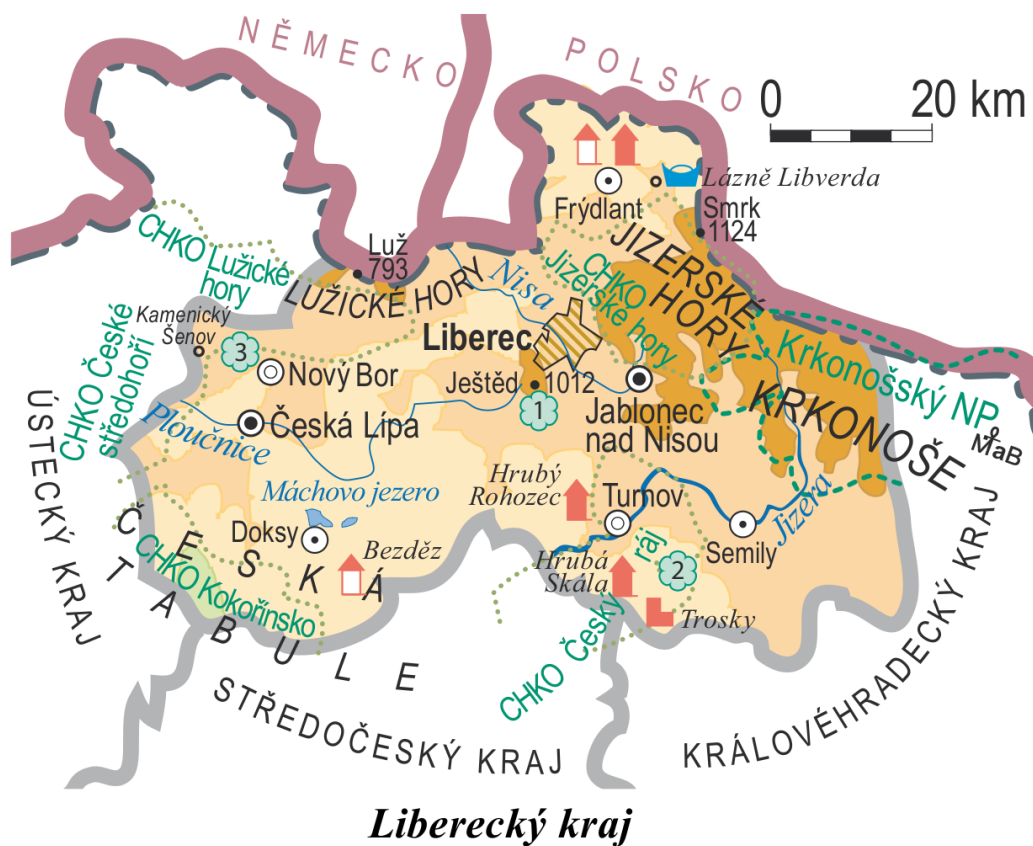 NĚMECKO
POLSKO
0 20 km
Lázně Libverda
Frýdlant
Smrk
1124
CHKO Lužické
hory
Luž
793
LUŽICKÉ HORY
Nisa
CHKO
Jizerské hory
JIZERSKÉ
HORY
Kamenický
Šenov
CHKO České
středohoří
3
Nový Bor
Liberec
Ještěd
1012
1
Jablonec
nad Nisou
Krkonošský NP
& MaB
KRKONOŠE
Ploučnice
Česká Lípa
Máchovo jezero
Doksy
Bezděz
Hrubý
Rohozec
Turnov
Semily
Jizera
Hrubá
Skála
2
Trosky
CHKO Český ráj
ÚSTECKÝ KRAJ
ČESKÁ
TABULE
CHKO Kokořínsko
STŘEDOČESKÝ KRAJ
KRÁLOVÉHRADECKÝ KRAJ
Liberecký kraj